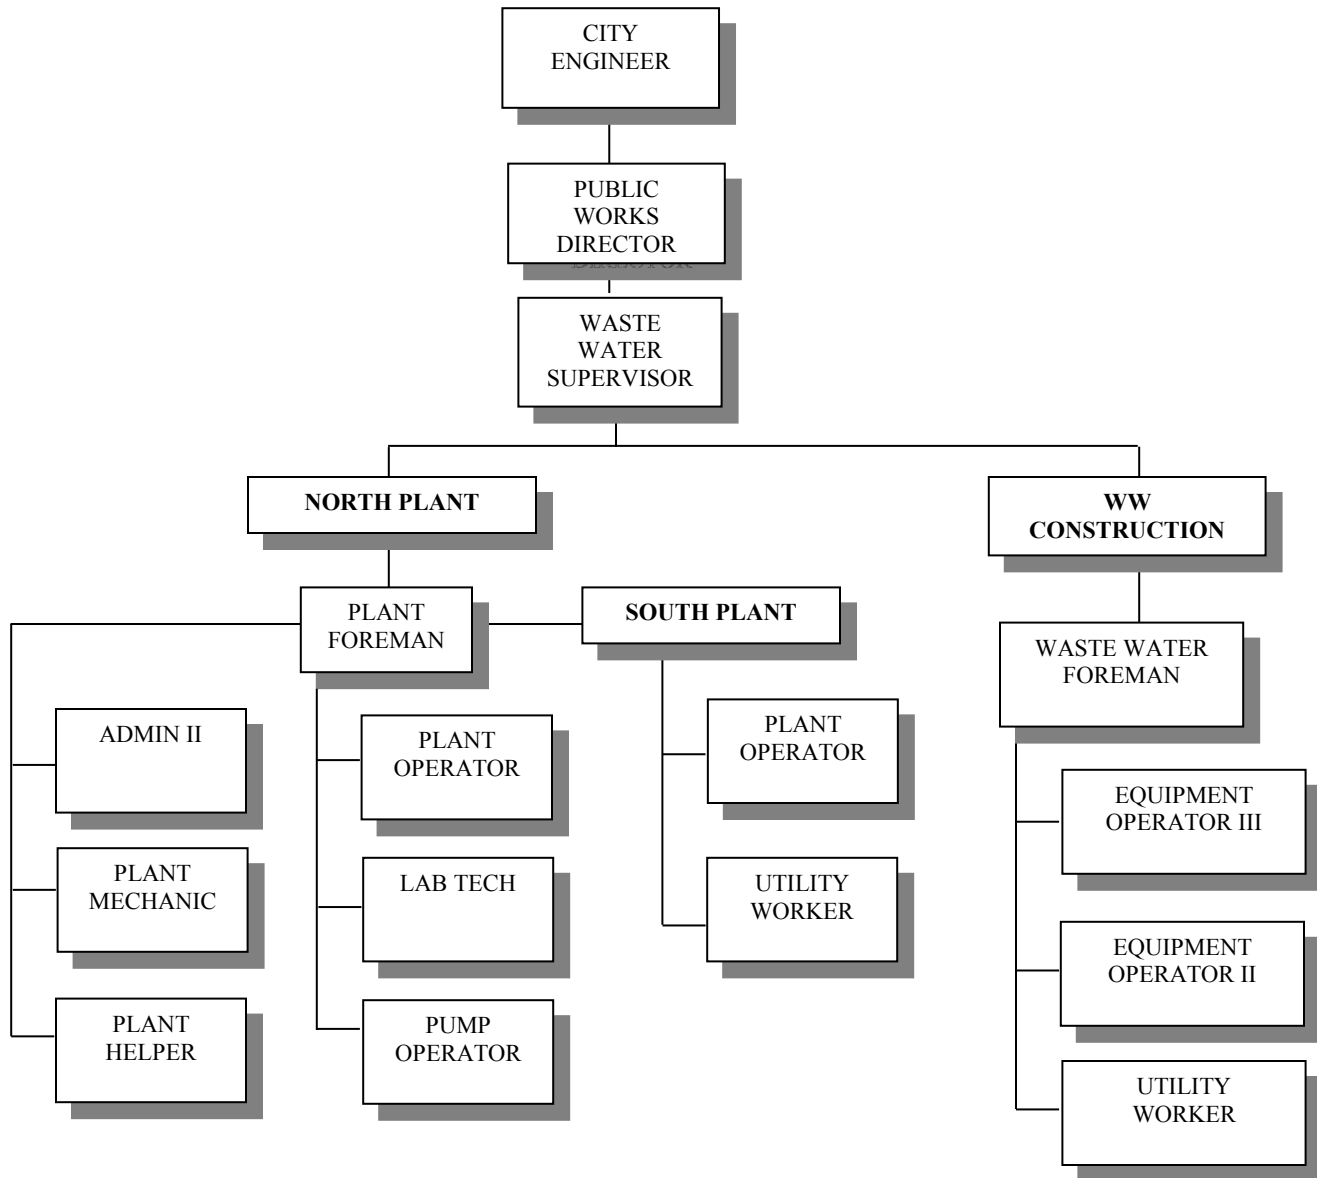 CITY
ENGINEER
PUBLIC
WORKS
DIRECTOR
WASTE
WATER
SUPERVISOR
NORTH PLANT
WW
CONSTRUCTION
PLANT
FOREMAN
SOUTH PLANT
WASTE WATER
FOREMAN
ADMIN II
PLANT
MECHANIC
PLANT
HELPER
PLANT
OPERATOR
LAB TECH
PUMP
OPERATOR
PLANT
OPERATOR
UTILITY
WORKER
EQUIPMENT
OPERATOR III
EQUIPMENT
OPERATOR II
UTILITY
WORKER